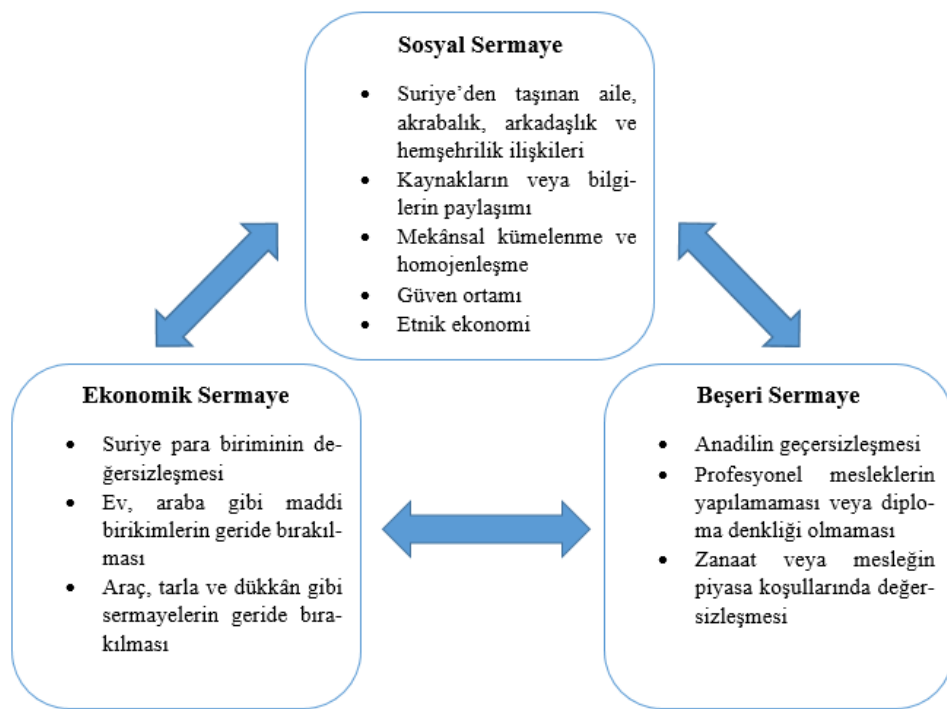 Sosyal Sermaye
• Suriye’den taşınan aile,
akrabalık, arkadaşlık ve
hemşehrilik ilişkileri
• Kaynakların veya bilgi-
lerin paylaşımı
• Mekânsal kümelenme ve
homojenleşme
• Güven ortamı
• Etnik ekonomi
Ekonomik Sermaye
• Suriye para biriminin de-
ğersizleşmesi
• Ev, araba gibi maddi
birikimlerin geride bırakıl-
ması
• Araç, tarla ve dükkân gibi
sermayelerin geride bıra-
kılması
Beşeri Sermaye
• Anadilin geçersizleşmesi
• Profesyonel mesleklerin
yapılamaması veya diplo-
ma denkliği olmaması
• Zanaat veya mesleğin
piyasa koşullarında değer-
sizleşmesi